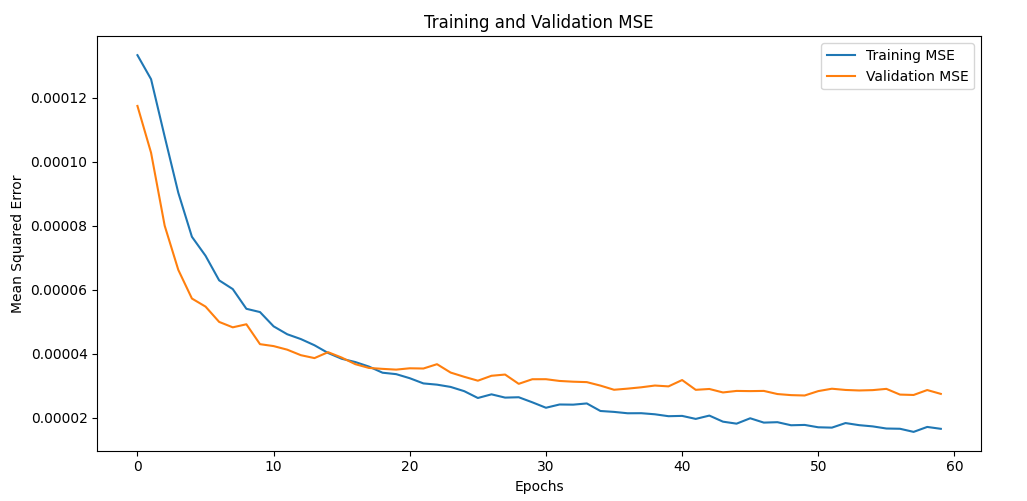 Training and Validation MSE
Training MSE
Validation MSE
0.00012
0.00010
0.00008
0.00006
0.00004
0.00002
Mean Squared Error
0 10 20 30 40 50 60
Epochs